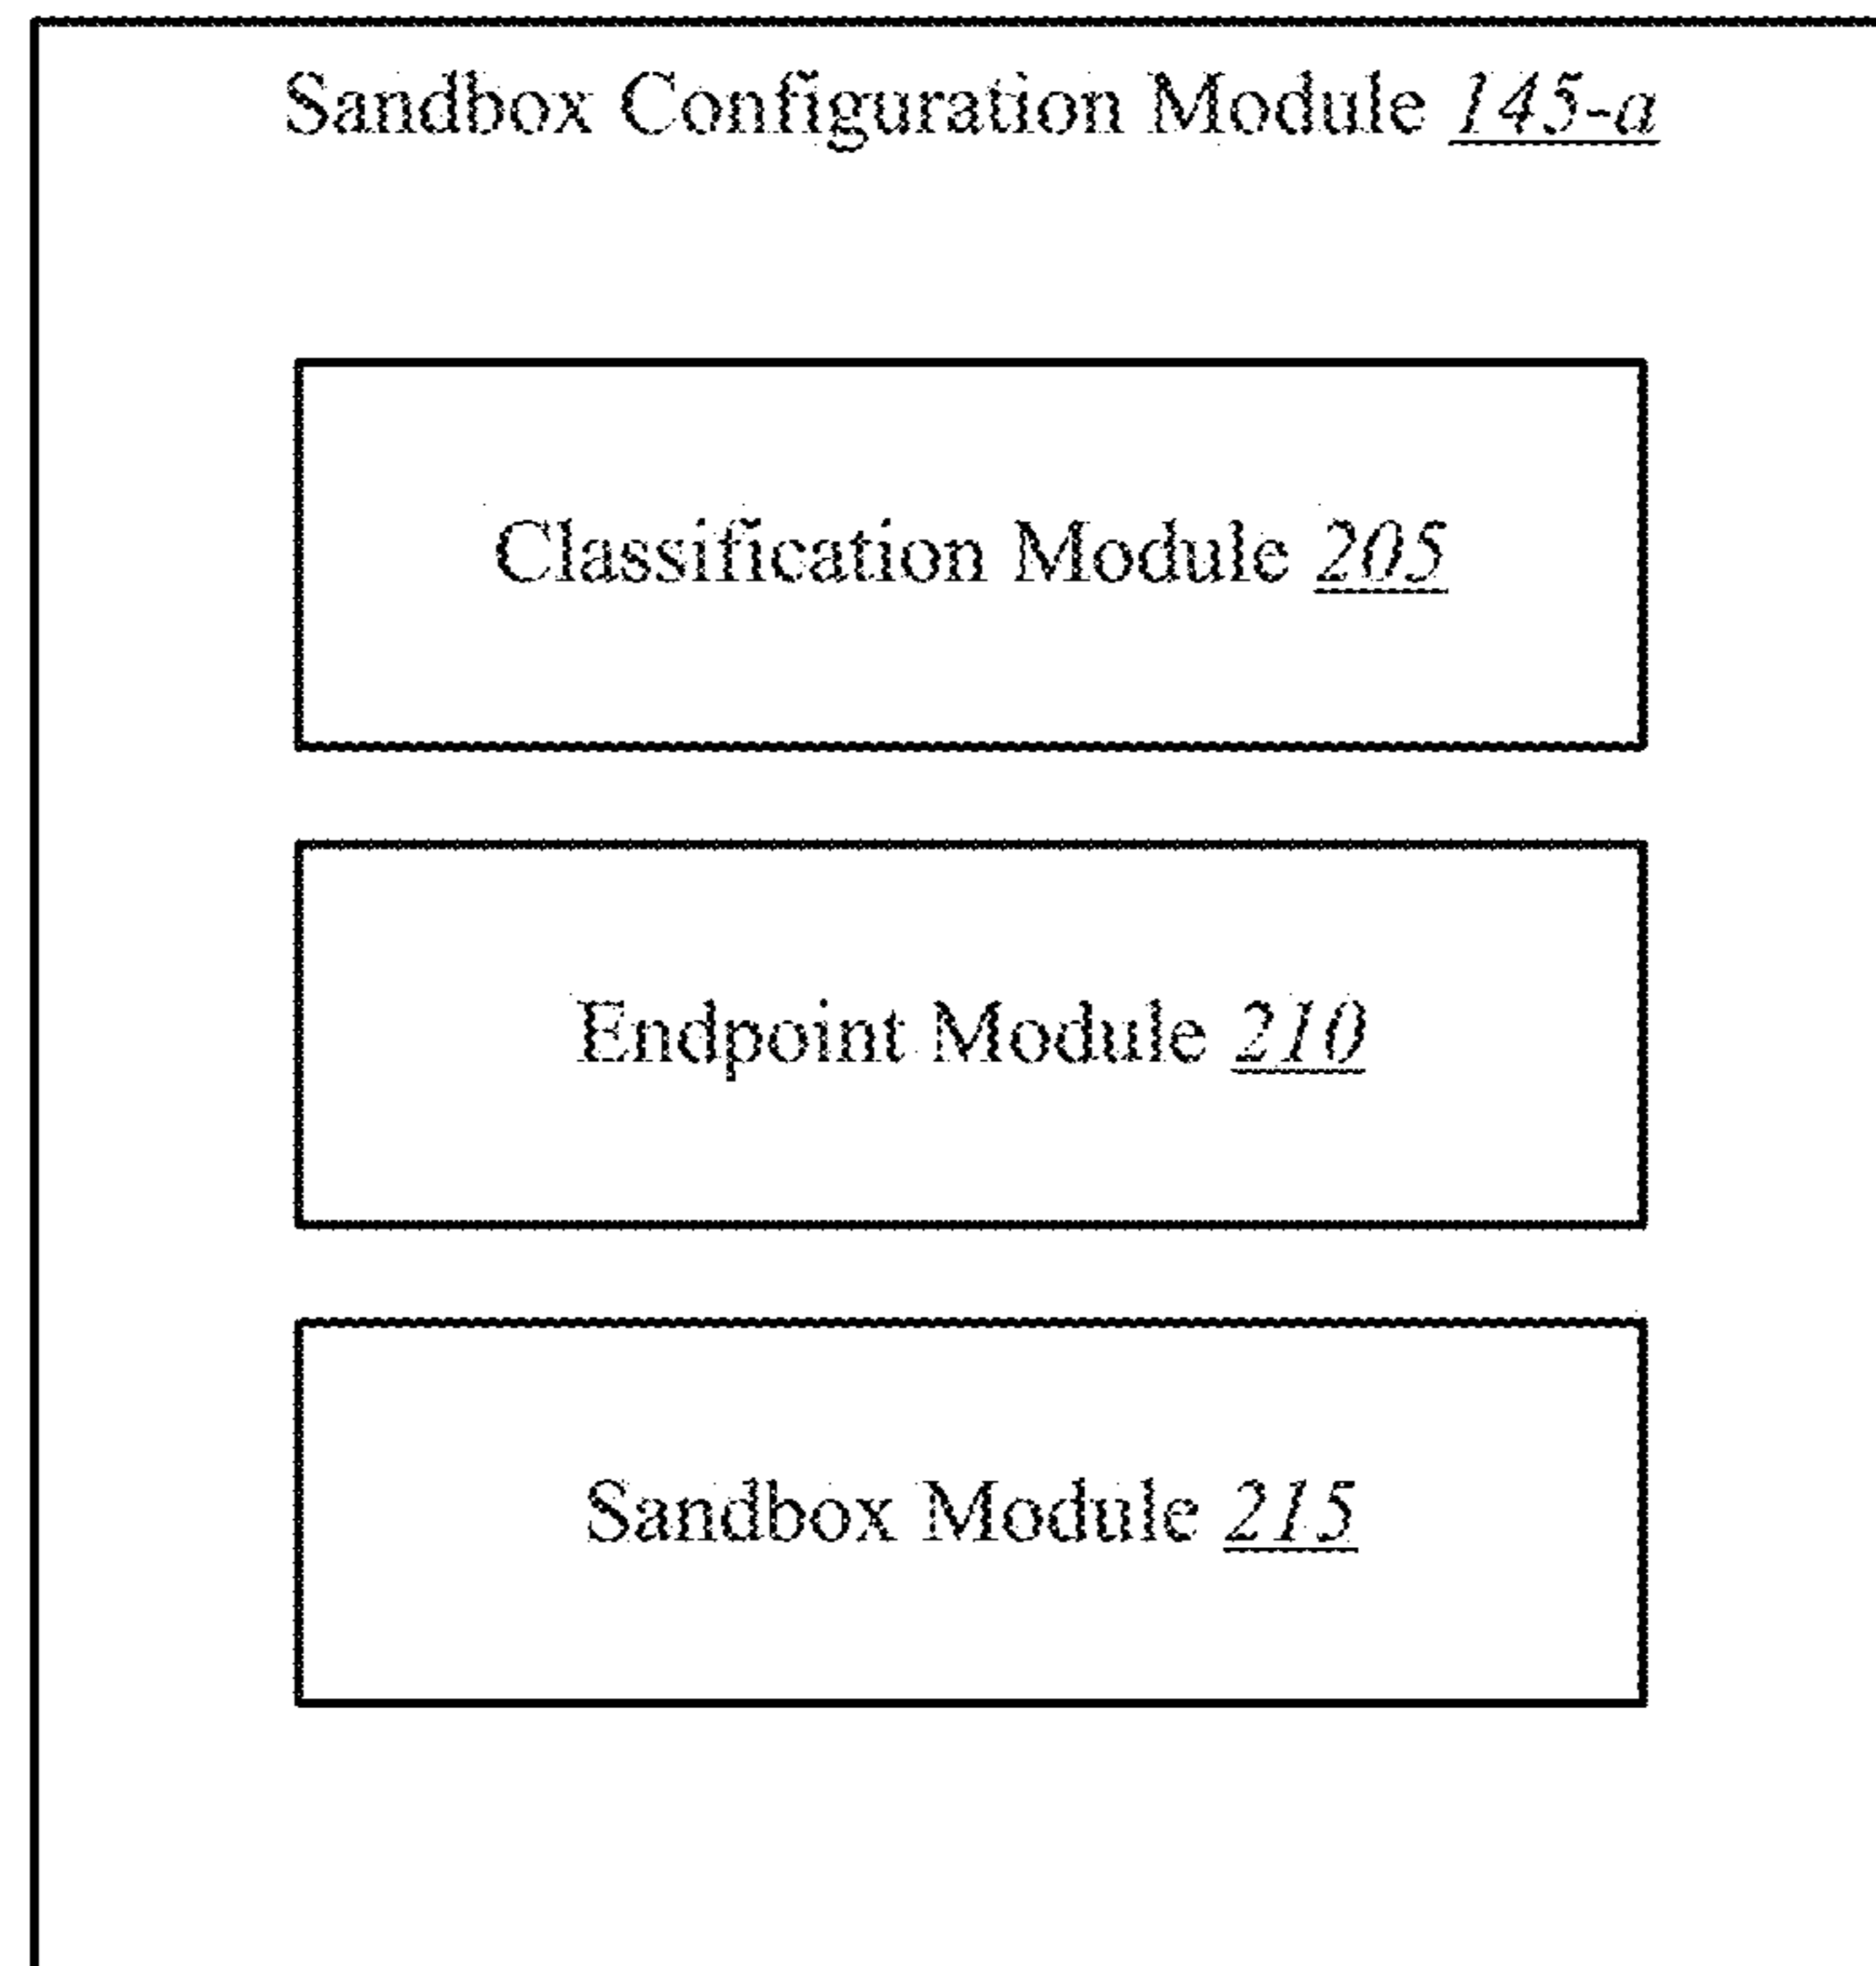 Sandbox Configuration Module 145-a
Classification Module 205
Endpoint Module 210
Sandbox Module 215